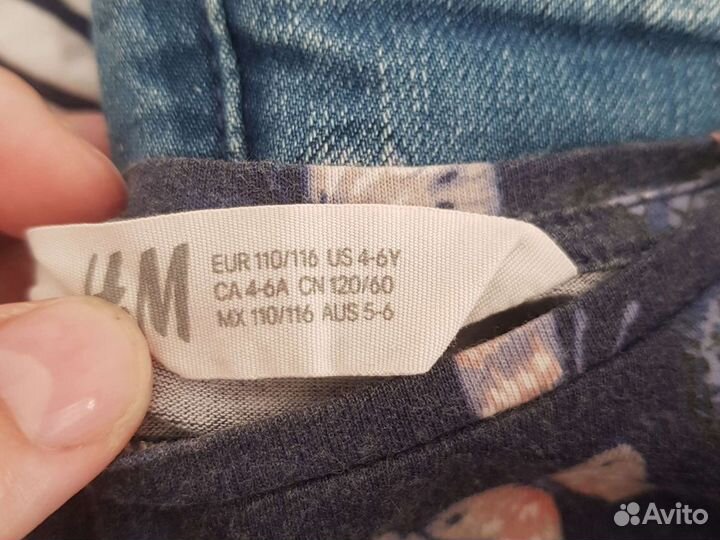 H&M
EUR 110/116 US 4-6Y
CA 4-6A CN 120/60
MX 110/116 AUS 5-6
Avito